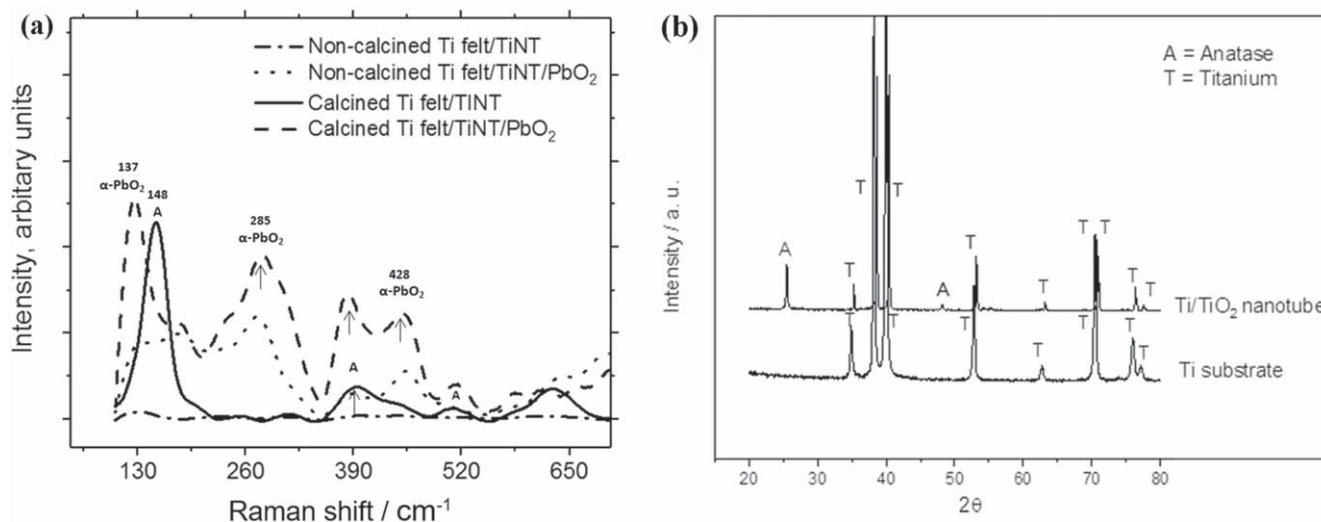 (a)
Non-calcined Ti felt/TiNT
Non-calcined Ti felt/TiNT/PbO₂
Calcined Ti felt/TINT
Calcined Ti felt/TiNT/PbO₂
137
α-PbO₂
148
A
285
α-PbO₂
428
α-PbO₂
A
A
Intensity, arbitary units
130 260 390 520 650
Raman shift / cm⁻¹
(b)
A = Anatase
T = Titanium
Intensity / a. u.
A
T
T
T
A
T
T
T T
T
T
Ti/TiO₂ nanotube
T
T
T
T
T
T
T
Ti substrate
20 30 40 50 60 70 80
2θ